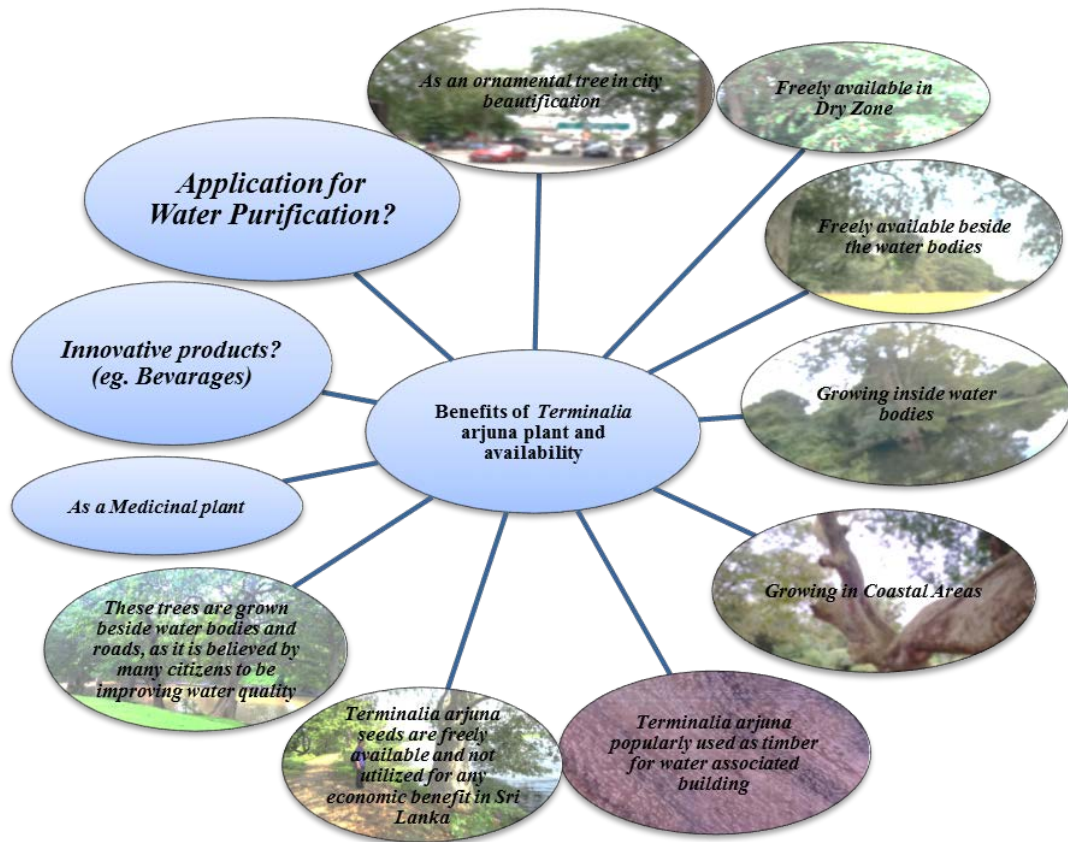 As an ornamental tree in city
beautification
Freely available in
Dry Zone
Application for
Water Purification?
Freely available beside
the water bodies
Innovative products?
(eg. Bevarages)
Growing inside water
bodies
Benefits of Terminalia
arjuna plant and
availability
As a Medicinal plant
Growing in Coastal Areas
These trees are grown
beside water bodies and
roads, as it is believed by
many citizens to be
improving water quality
Terminalia arjuna
seeds are freely
available and not
utilized for any
economic benefit in Sri
Lanka
Terminalia arjuna
popularly used as timber
for water associated
building